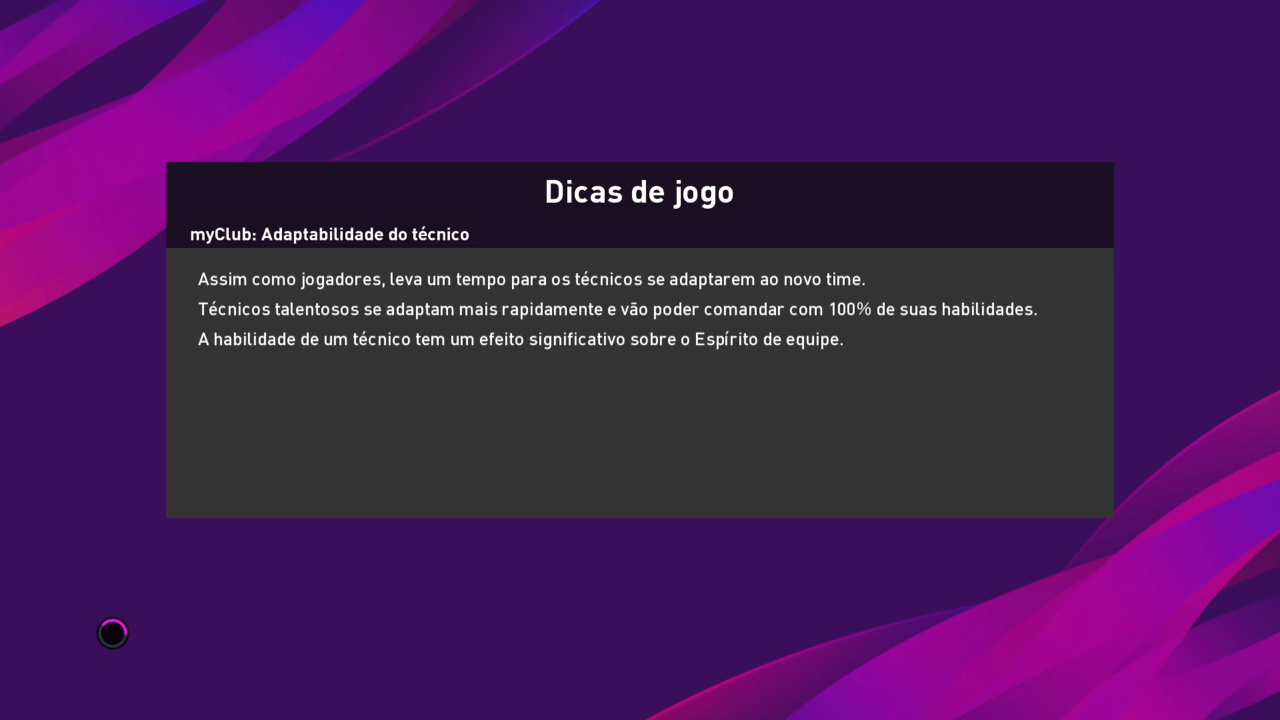 Dicas de jogo
myClub: Adaptabilidade do técnico
Assim como jogadores, leva um tempo para os técnicos se adaptarem ao novo time.
Técnicos talentosos se adaptam mais rapidamente e vão poder comandar com 100% de suas habilidades.
A habilidade de um técnico tem um efeito significativo sobre o Espírito de equipe.